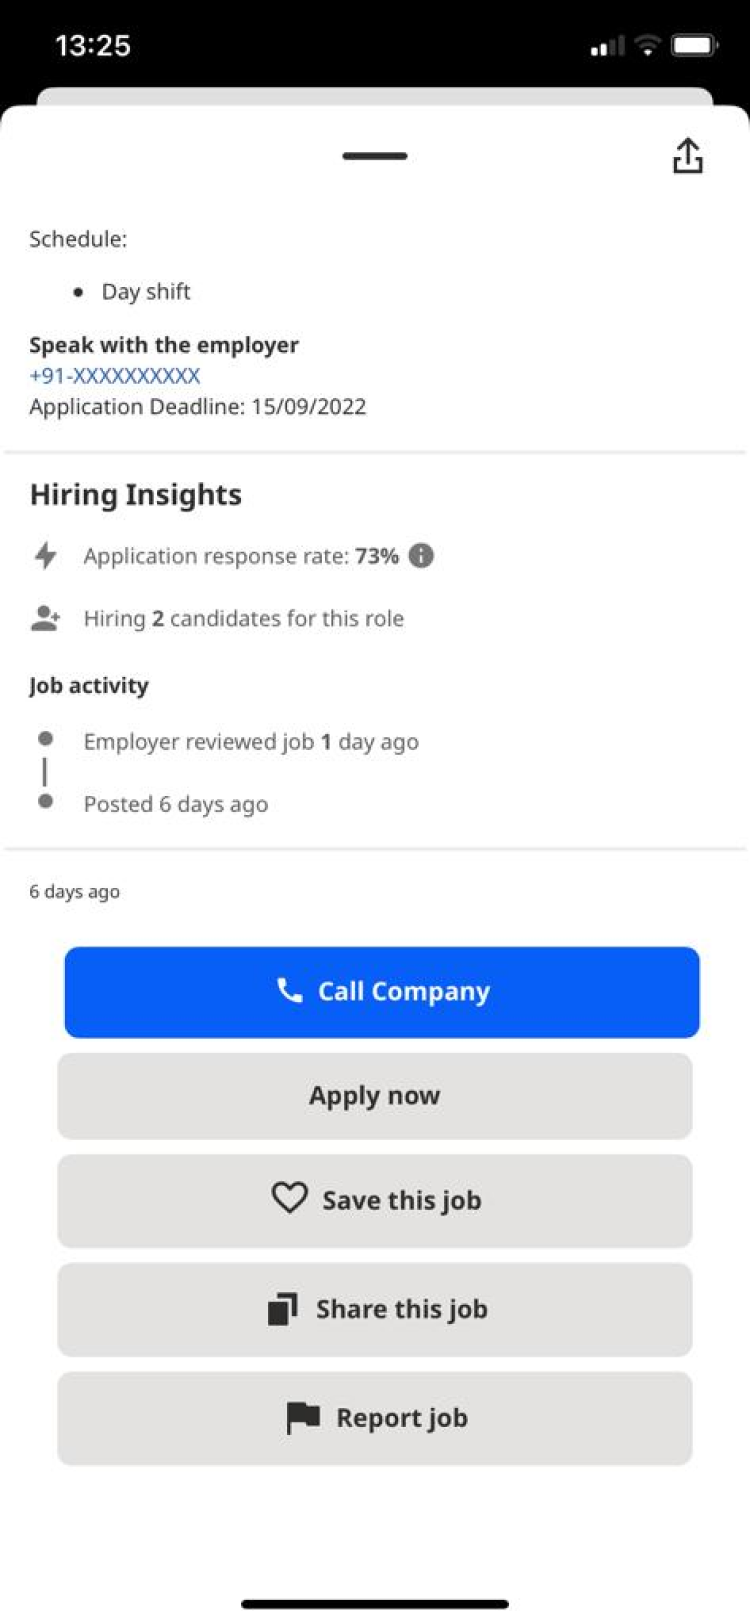 13:25
Schedule:
• Day shift
Speak with the employer
+91-XXXXXXXXXX
Application Deadline: 15/09/2022
Hiring Insights
Application response rate: 73%
Hiring 2 candidates for this role
Job activity
Employer reviewed job 1 day ago
Posted 6 days ago
6 days ago
Call Company
Apply now
Save this job
Share this job
Report job